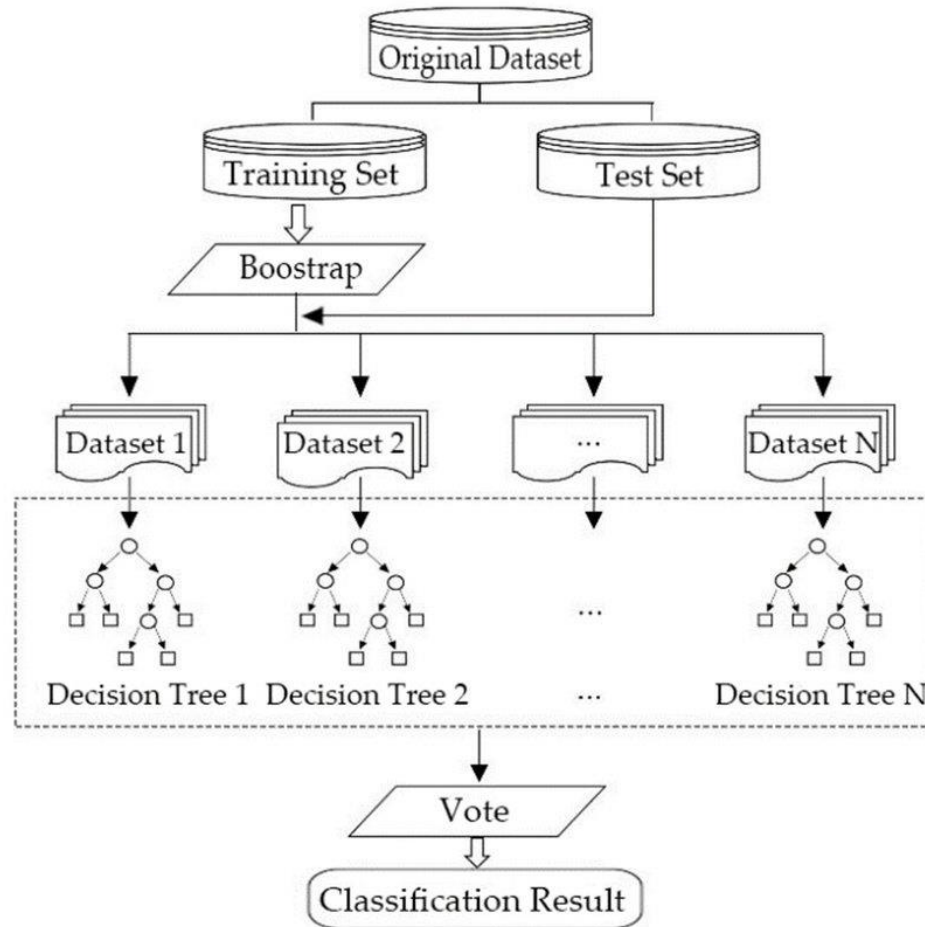 Original Dataset
Training Set
Test Set
Boostrap
Dataset 1
Dataset 2
...
Dataset N
...
Decision Tree 1
Decision Tree 2
...
Decision Tree N
Vote
Classification Result